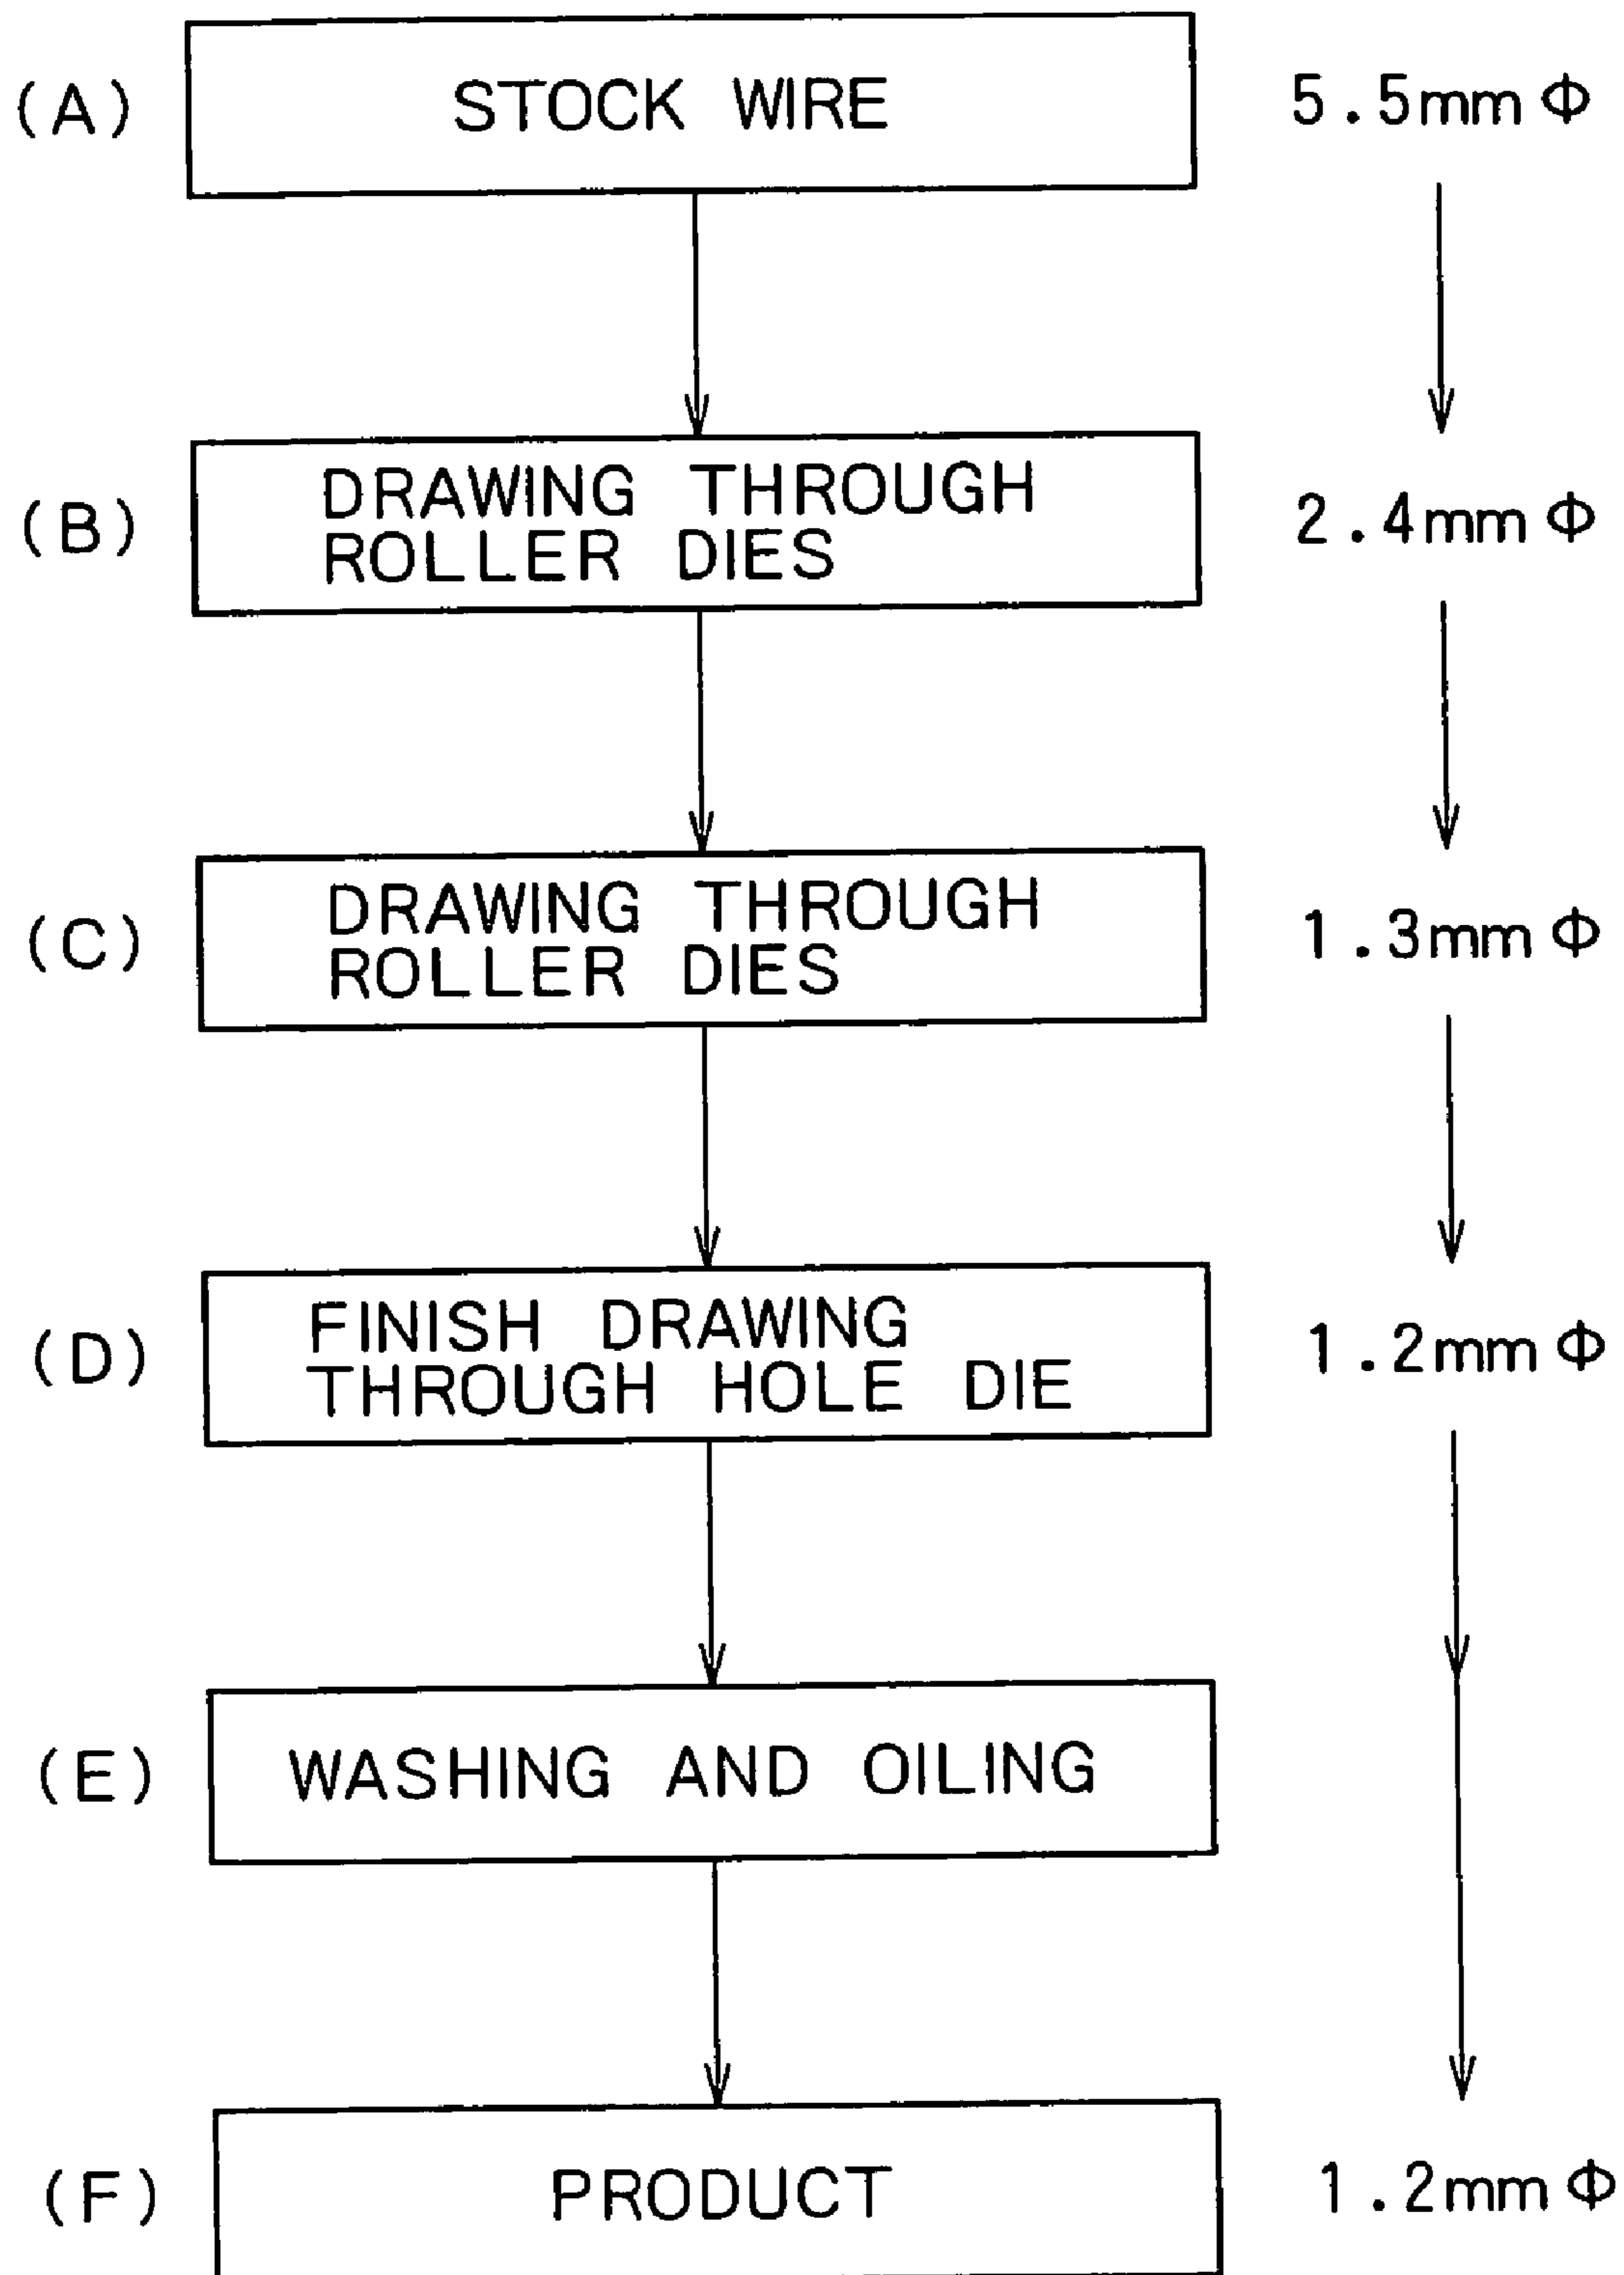 (A) STOCK WIRE 5.5mm Φ
(B) DRAWING THROUGH
ROLLER DIES 2.4mm Φ
(C) DRAWING THROUGH
ROLLER DIES 1.3mm Φ
(D) FINISH DRAWING
THROUGH HOLE DIE 1.2mm Φ
(E) WASHING AND OILING
(F) PRODUCT 1.2mm Φ